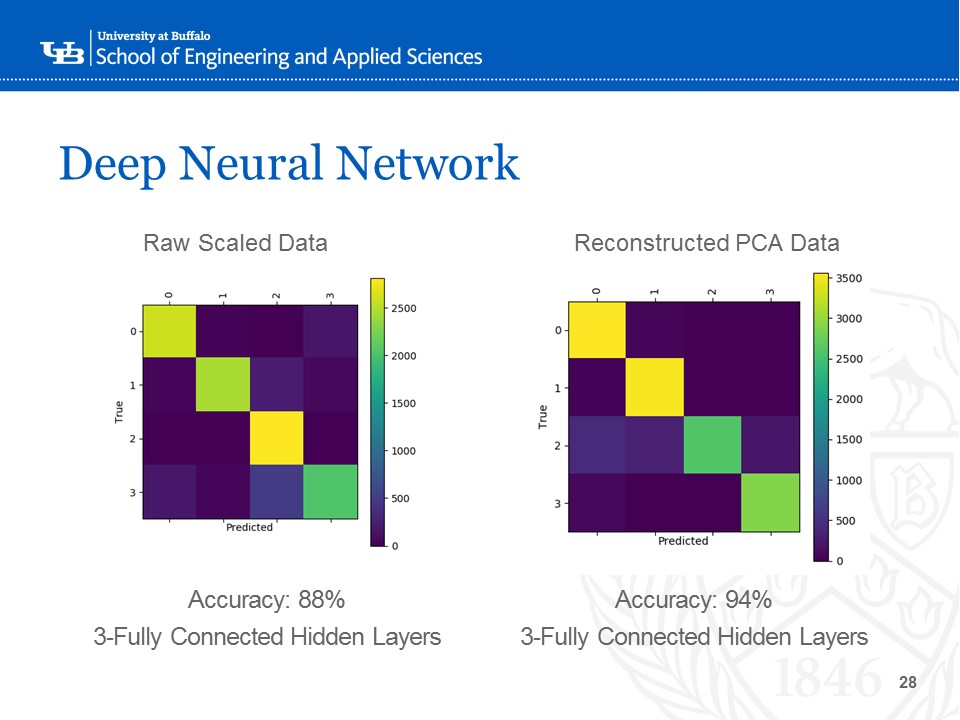 University at Buffalo
UB School of Engineering and Applied Sciences
Deep Neural Network
Raw Scaled Data
0 1 2 3
0
1
2
3
True
Predicted
2500
2000
1500
1000
500
0
Accuracy: 88%
3-Fully Connected Hidden Layers
Reconstructed PCA Data
0 1 2 3
0
1
2
3
True
Predicted
3500
3000
2500
2000
1500
1000
500
0
Accuracy: 94%
3-Fully Connected Hidden Layers
B
1846
28